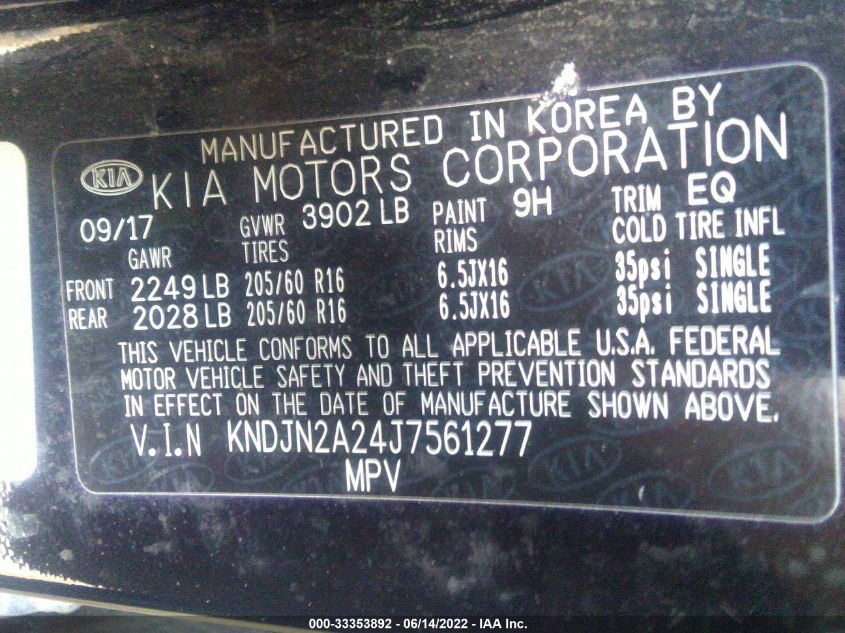 MANUFACTURED IN KOREA BY
KIA KIA MOTORS CORPORATION
09/17 GVWR 3902 LB PAINT 9H TRIM EQ
GAWR TIRES RIMS COLD TIRE INFL
FRONT 2249 LB 205/60 R16 6.5JX16 35psi SINGLE
REAR 2028 LB 205/60 R16 6.5JX16 35psi SINGLE
THIS VEHICLE CONFORMS TO ALL APPLICABLE U.S.A. FEDERAL
MOTOR VEHICLE SAFETY AND THEFT PREVENTION STANDARDS
IN EFFECT ON THE DATE OF MANUFACTURE SHOWN ABOVE.
V.I.N KNDJN2A24J7561277
MPV
000-33353892 - 06/14/2022 - IAA Inc.